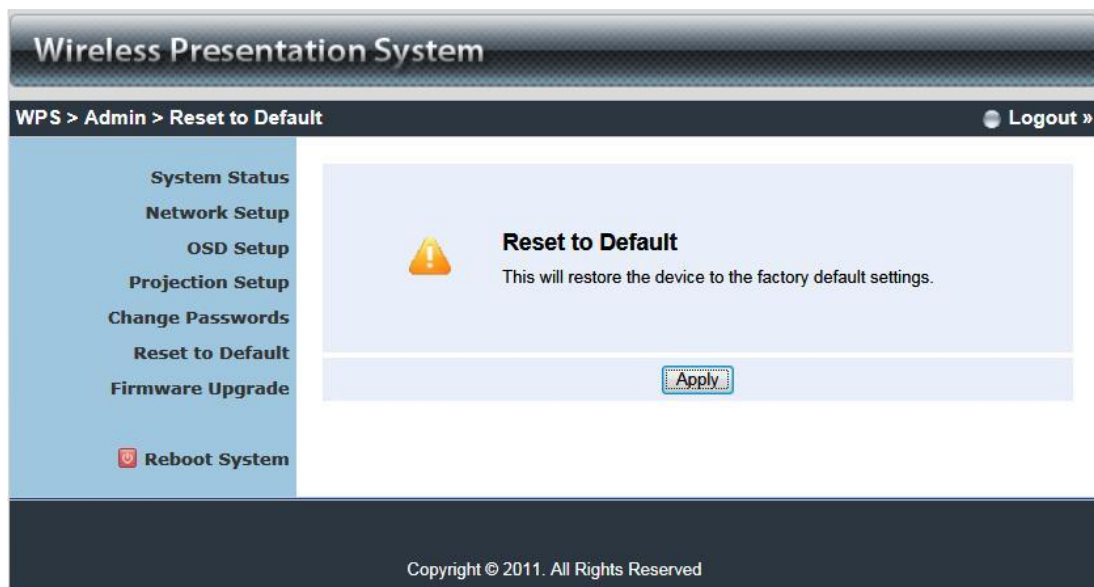 Wireless Presentation System
WPS > Admin > Reset to Default
Logout »
System Status
Network Setup
OSD Setup
Projection Setup
Change Passwords
Reset to Default
Firmware Upgrade
Reboot System
Reset to Default
This will restore the device to the factory default settings.
Apply
Copyright © 2011. All Rights Reserved